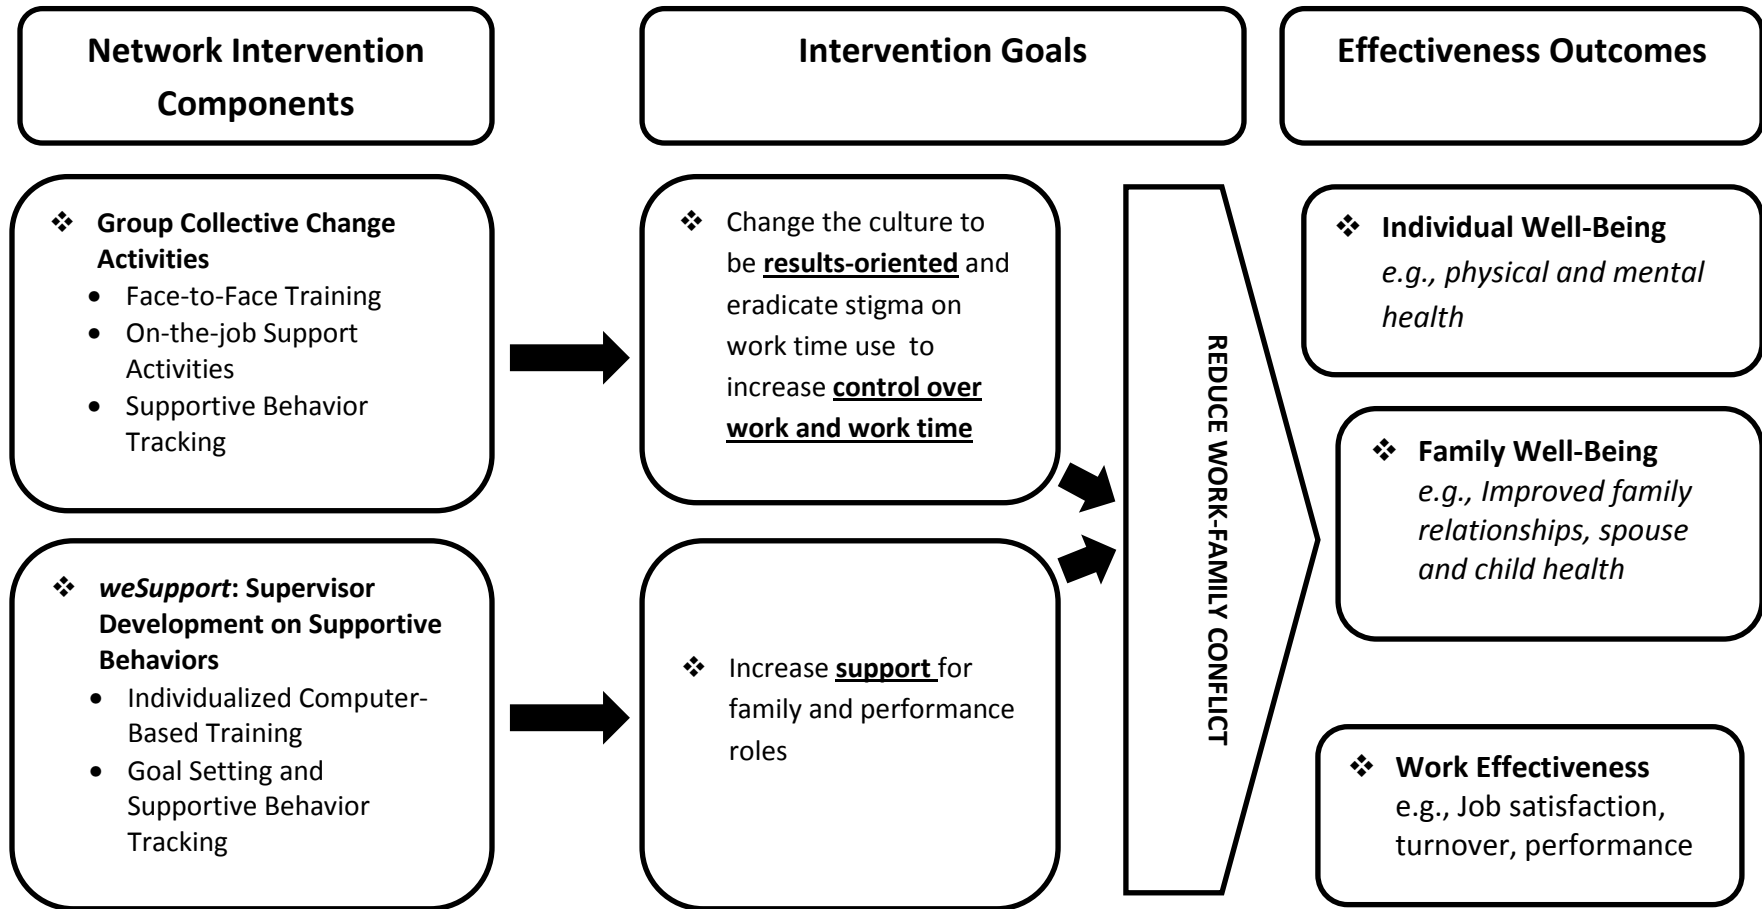 Network Intervention
Components
Intervention Goals
Effectiveness Outcomes
❖ Group Collective Change
Activities
• Face-to-Face Training
• On-the-job Support
Activities
• Supportive Behavior
Tracking
❖ weSupport: Supervisor
Development on Supportive
Behaviors
• Individualized Computer-
Based Training
• Goal Setting and
Supportive Behavior
Tracking
❖ Change the culture to
be results-oriented and
eradicate stigma on
work time use to
increase control over
work and work time
❖ Increase support for
family and performance
roles
REDUCE WORK-FAMILY CONFLICT
❖ Individual Well-Being
e.g., physical and mental
health
❖ Family Well-Being
e.g., Improved family
relationships, spouse
and child health
❖ Work Effectiveness
e.g., Job satisfaction,
turnover, performance